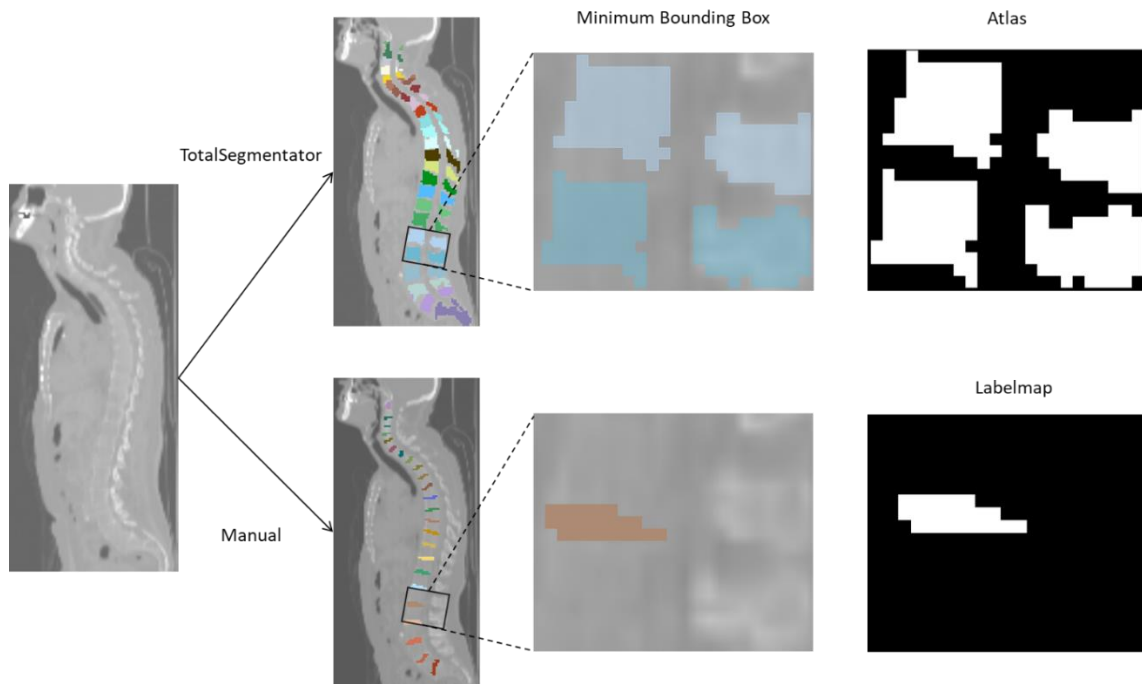 Minimum Bounding Box
Atlas
TotalSegmentator
Labelmap
Manual